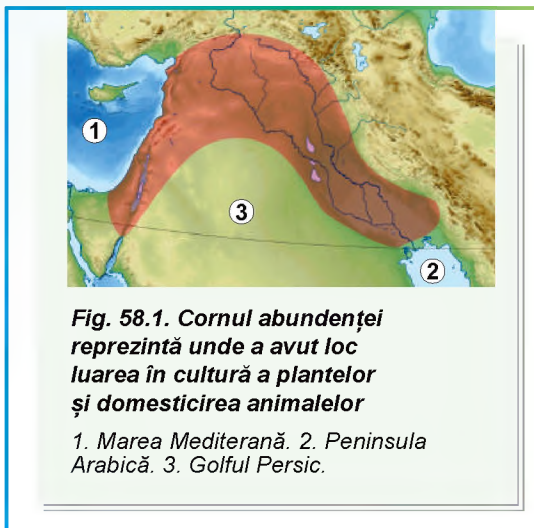 1
3
2
Fig. 58.1. Cornul abundenței
reprezintă unde a avut loc
luarea în cultură a plantelor
și domesticirea animalelor
1. Marea Mediterană. 2. Peninsula
Arabică. 3. Golful Persic.